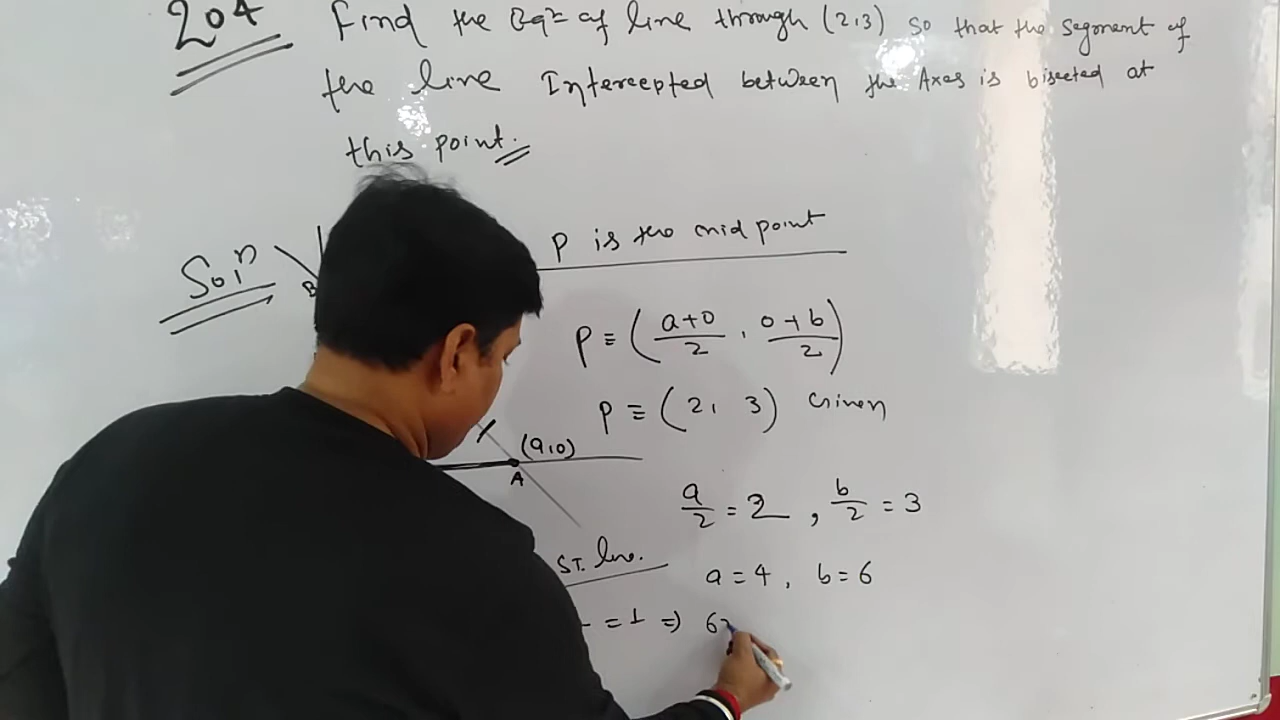 204 Find the Eqn of line through (2,3) so that the segment of
the line Intercepted between the Axes is bisected at
this point.
Soln
P is the mid point
B
P ≡ (a+0/2, 0+b/2)
P ≡ (2, 3) Given
(a,0)
A
a/2 = 2, b/2 = 3
ST. line.
a = 4, b = 6
= 1 ⇒ 6x